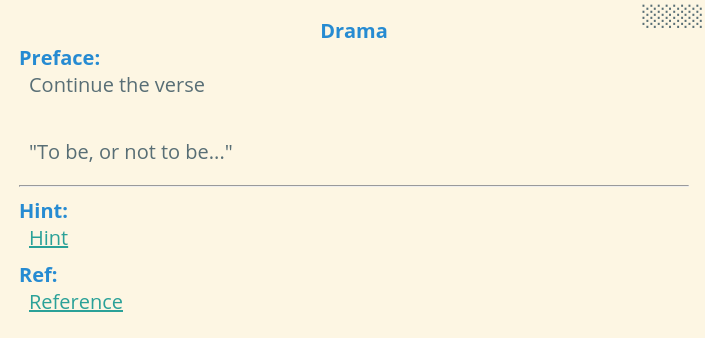 Drama
Preface:
Continue the verse
"To be, or not to be..."
Hint:
Hint
Ref:
Reference